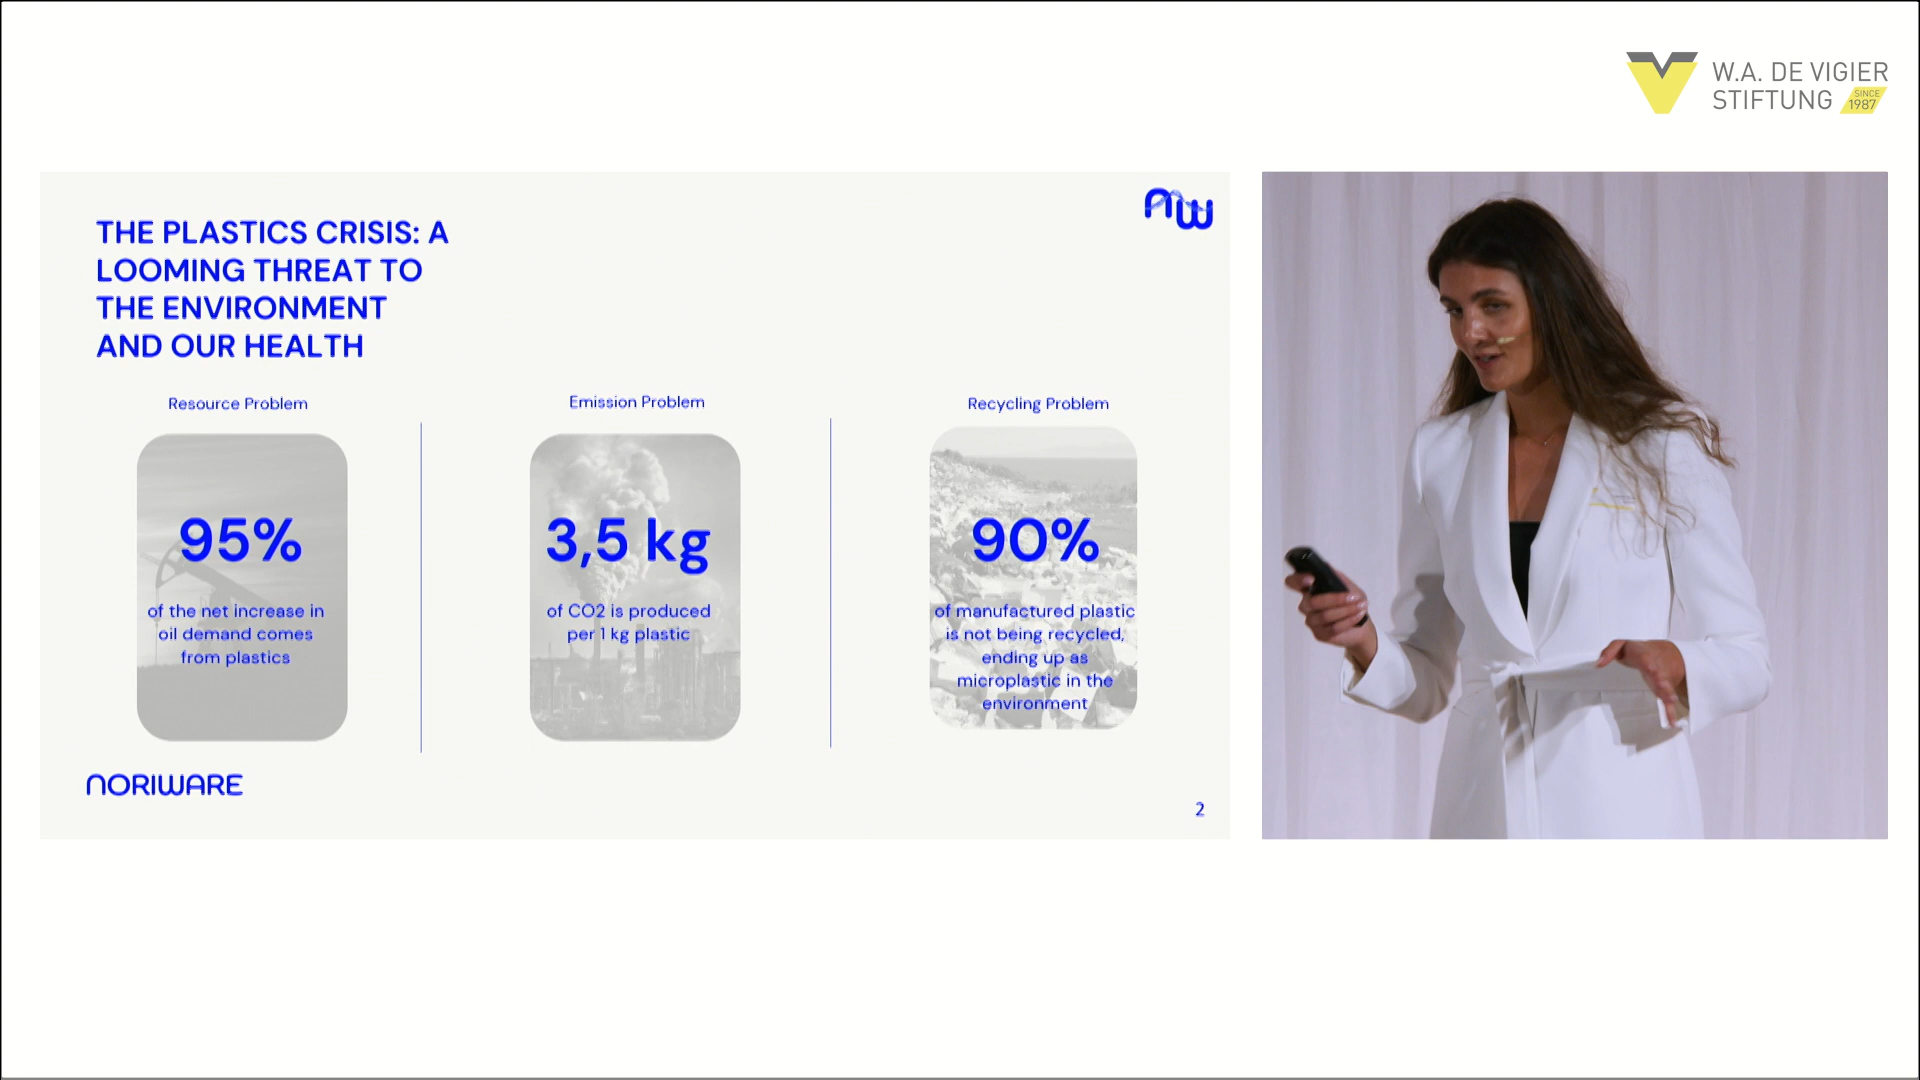 W.A. DE VIGIER
STIFTUNG
SINCE
1987
THE PLASTICS CRISIS: A
LOOMING THREAT TO
THE ENVIRONMENT
AND OUR HEALTH
Resource Problem
95%
of the net increase in
oil demand comes
from plastics
Emission Problem
3,5 kg
of CO2 is produced
per 1 kg plastic
Recycling Problem
90%
of manufactured plastic
is not being recycled,
ending up as
microplastic in the
environment
NORIWARE
2